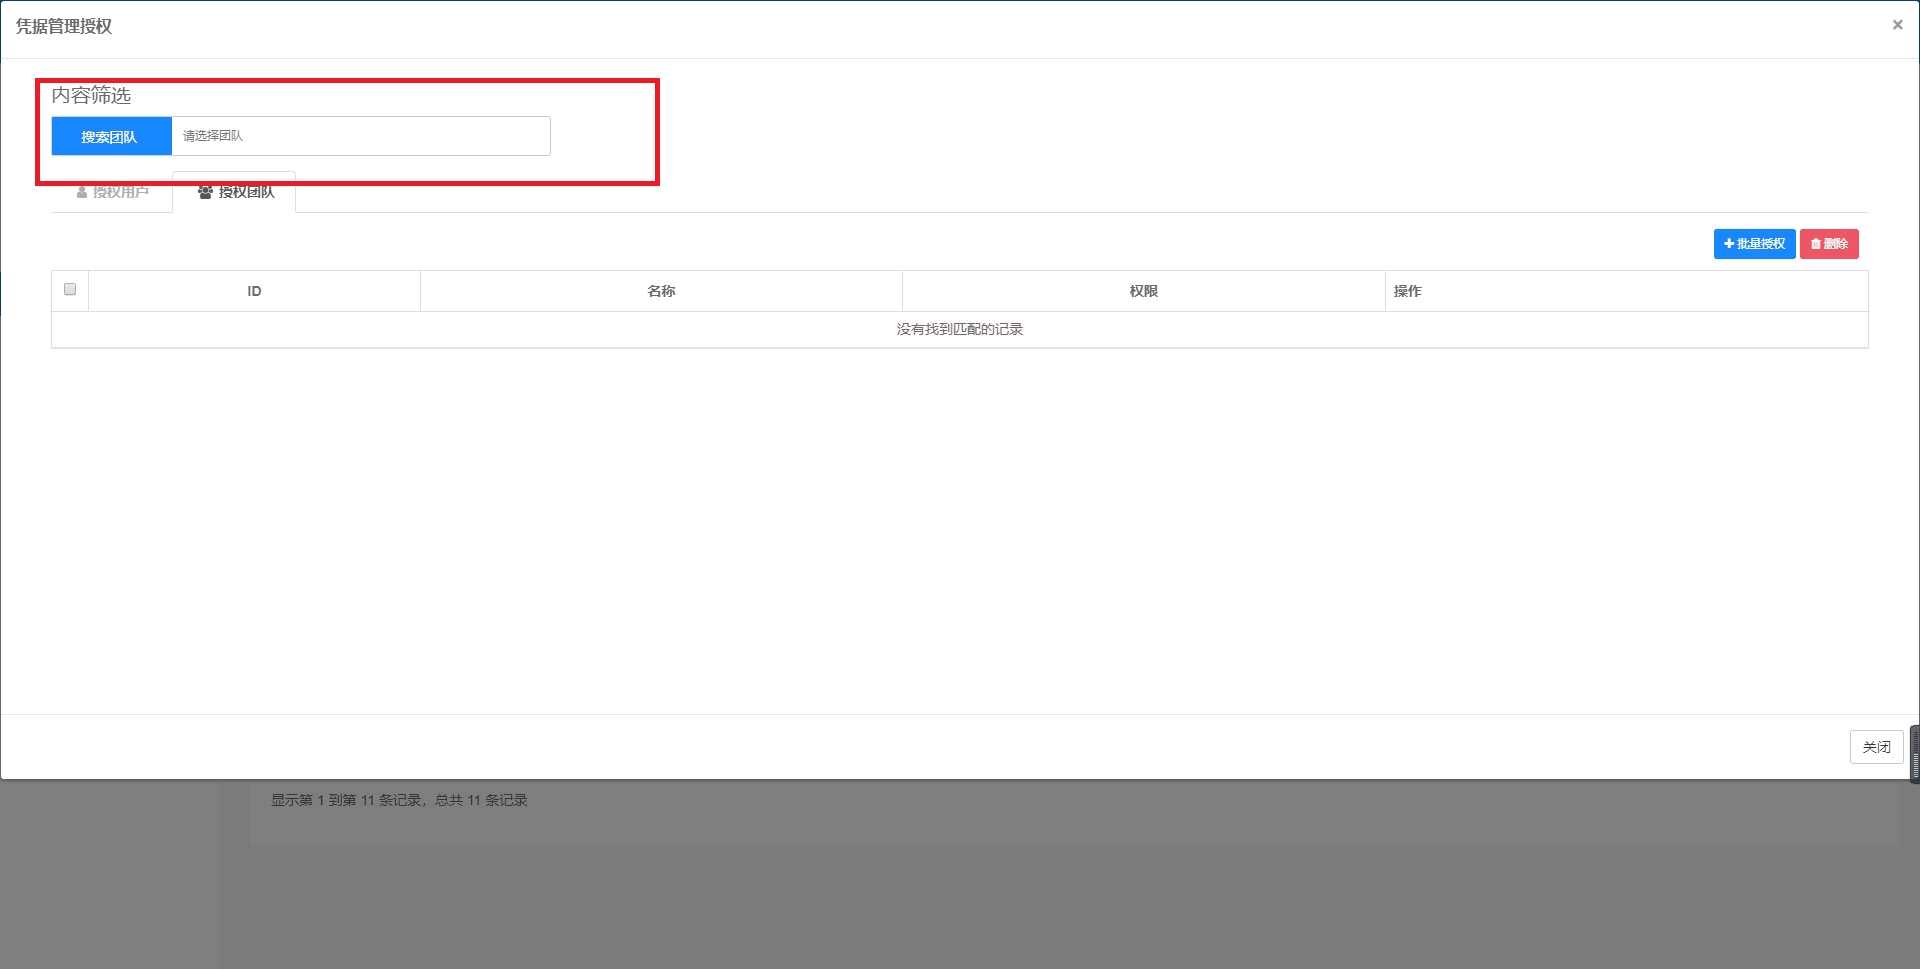 凭据管理授权
×
内容筛选
搜索团队 请选择团队
授权用户 授权团队
批量授权 删除
ID 名称 权限 操作
没有找到匹配的记录
关闭
显示第 1 到第 11 条记录，总共 11 条记录